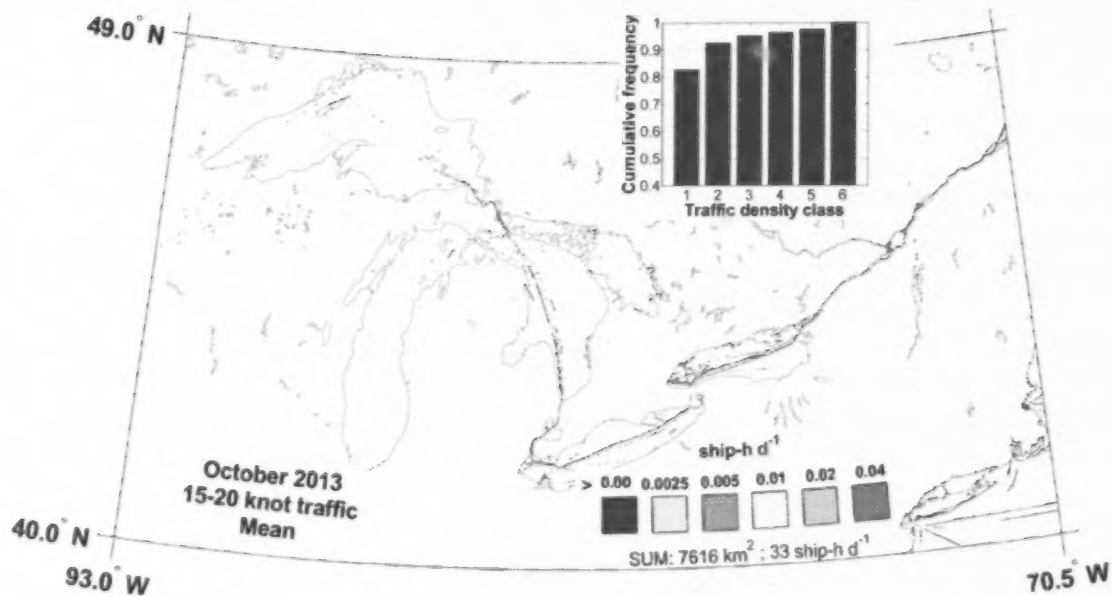 49.0° N
1
0.9
0.8
0.7
0.6
0.5
0.4
Cumulative frequency
1 2 3 4 5 6
Traffic density class
October 2013
15-20 knot traffic
Mean
ship-h d⁻¹
> 0.00 0.0025 0.005 0.01 0.02 0.04
SUM: 7616 km² ; 33 ship-h d⁻¹
40.0° N
93.0° W
70.5° W